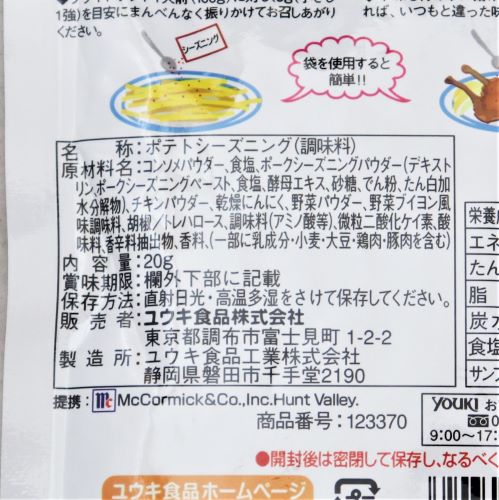 1強)を目安にまんべんなく振りかけてお召しあがり
ください。
れば、いつもと違った味
シーズニング
袋を使用すると
簡単!!
名称:ポテトシーズニング(調味料)
原材料名:コンソメパウダー、食塩、ポークシーズニングパウダー(デキスト
リン、ポークシーズニングペースト、食塩、酵母エキス、砂糖、でん粉、たん白加
水分解物)、チキンパウダー、乾燥にんにく、野菜パウダー、野菜ブイヨン風
味調味料、胡椒/トレハロース、調味料(アミノ酸等)、微粒二酸化ケイ素、酸
味料、香辛料抽出物、香料、(一部に乳成分・小麦・大豆・鶏肉・豚肉を含む)
内容量:20g
賞味期限:欄外下部に記載
保存方法:直射日光・高温多湿をさけて保存してください。
販売者:ユウキ食品株式会社
東京都調布市富士見町1-2-2
製造所:ユウキ食品工業株式会社
静岡県磐田市千手堂2190
栄養成
エネ
たん
脂
炭水
食塩
サンプ
提携:mc McCormick&Co.,Inc.Hunt Valley.
商品番号:123370
YOUKI お
9:00〜17:
●開封後は密閉して保存し、なるべく
ユウキ食品ホームページ